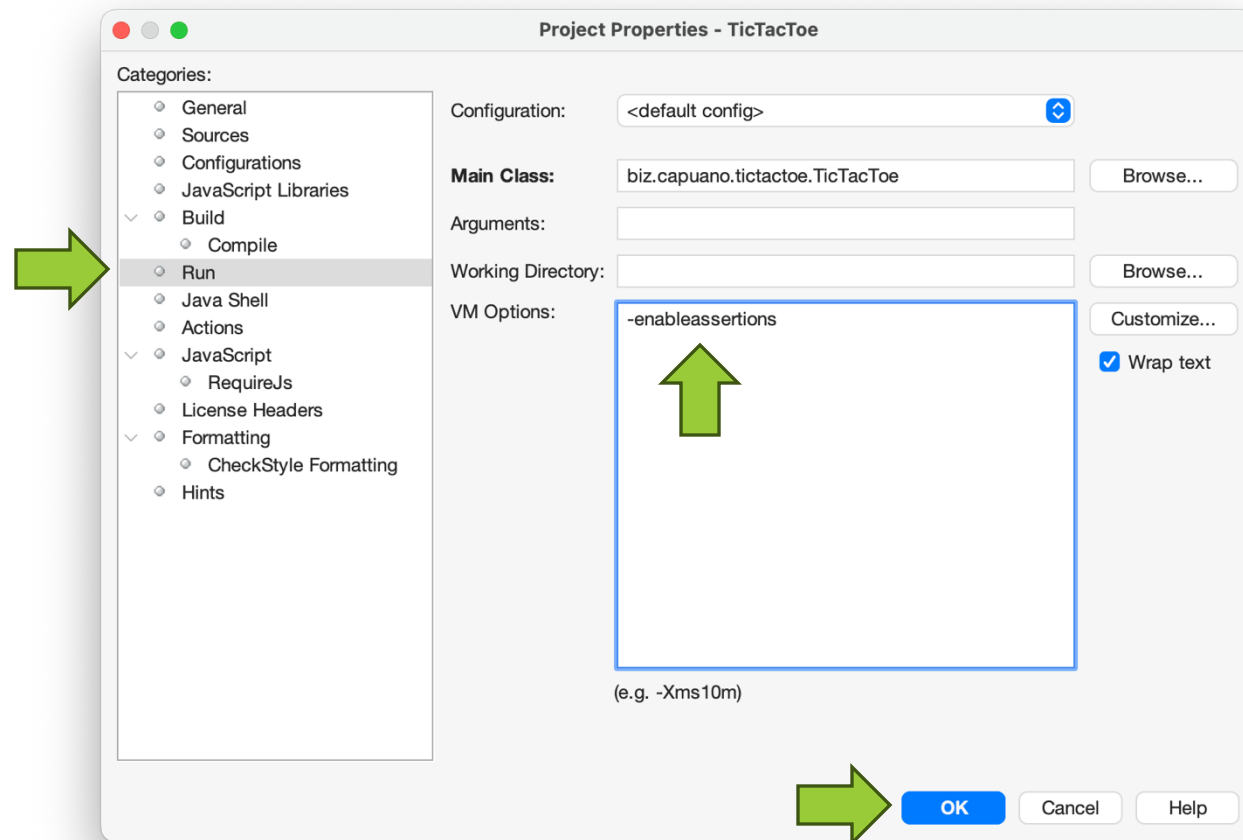 Project Properties - TicTacToe
Categories:
General
Sources
Configurations
JavaScript Libraries
Build
Compile
Run
Java Shell
Actions
JavaScript
RequireJs
License Headers
Formatting
CheckStyle Formatting
Hints
Configuration: <default config>
Main Class: biz.capuano.tictactoe.TicTacToe Browse...
Arguments:
Working Directory: Browse...
VM Options: -enableassertions Customize...
Wrap text
(e.g. -Xms10m)
OK Cancel Help